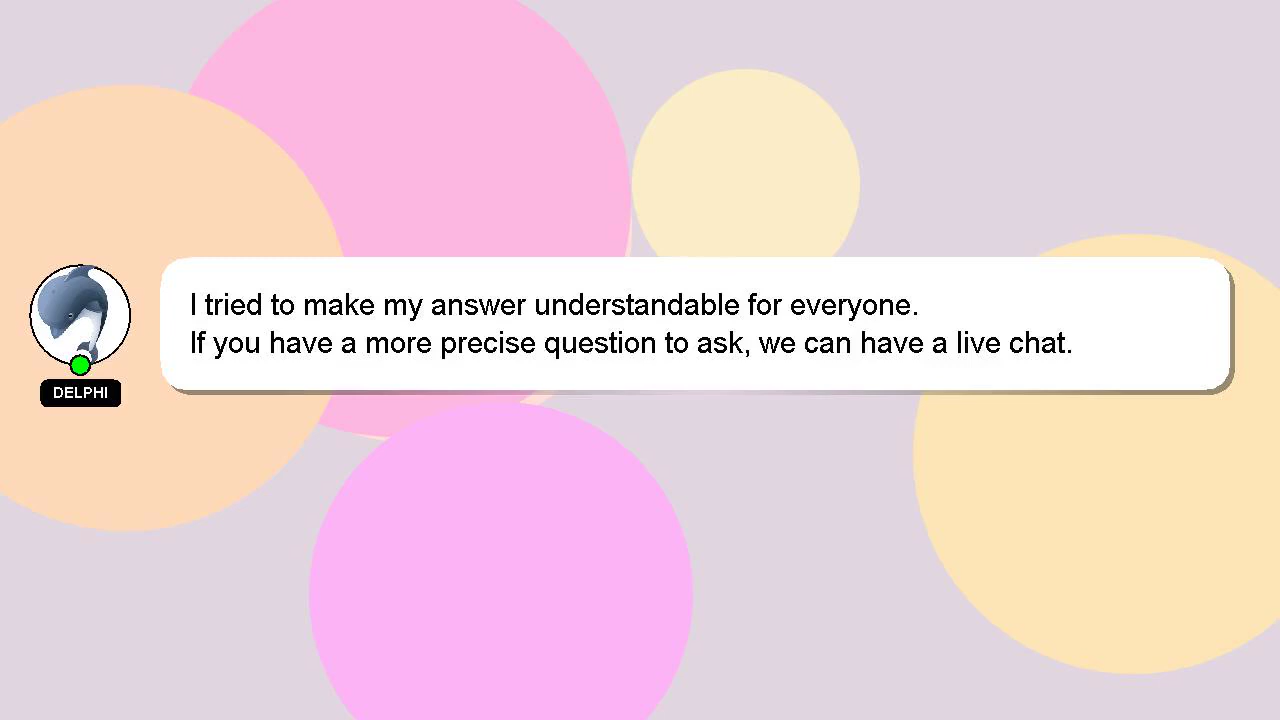 I tried to make my answer understandable for everyone.
If you have a more precise question to ask, we can have a live chat.
DELPHI